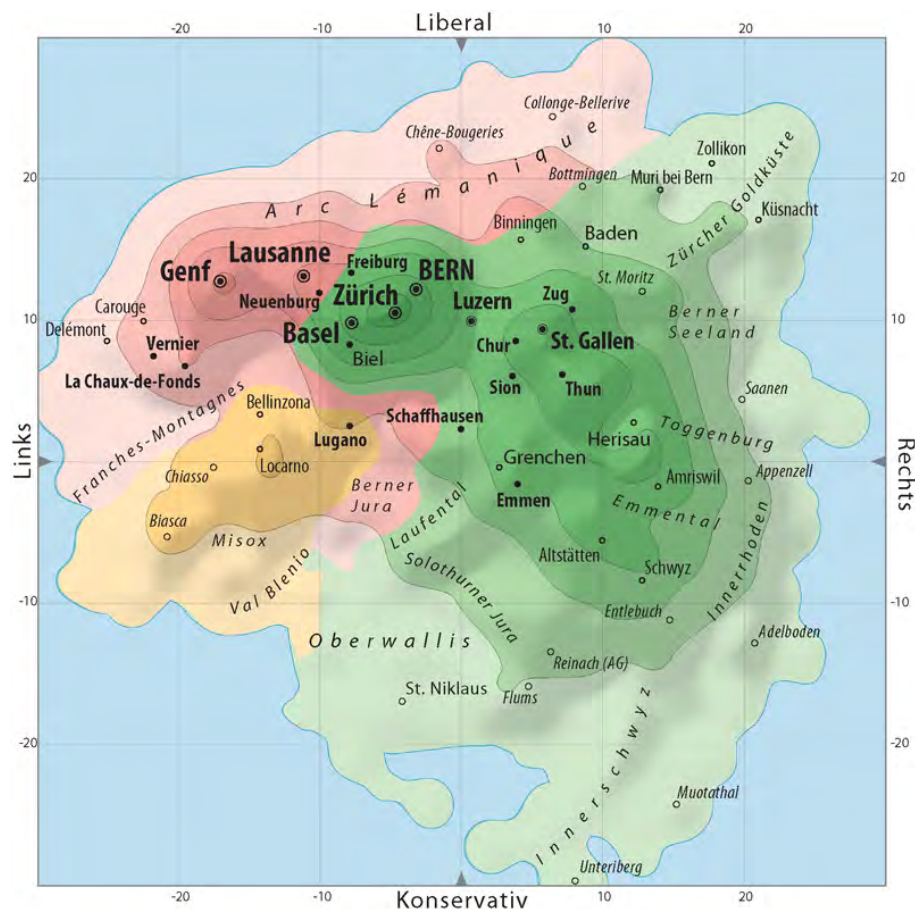 Liberal
-20
-10
0
10
20
Collonge-Bellerive
Chêne-Bougeries
Zollikon
20
Bottmingen
Muri bei Bern
20
Arc Lémanique
Küsnacht
Binningen
Baden
Zürcher Goldküste
Lausanne
Freiburg
Genf
BERN
St. Moritz
Neuenburg
Zürich
Luzern
Zug
Carouge
10
Berner
Seeland
10
Delémont
Basel
St. Gallen
Vernier
Biel
Chur
La Chaux-de-Fonds
Sion
Thun
Saanen
Franches-Montagnes
Bellinzona
Schaffhausen
Lugano
Herisau
Toggenburg
Links
Rechts
Locarno
Grenchen
Chiasso
Amriswil
Appenzell
Berner
Jura
Emmen
Laufental
Emmental
Biasca
Misox
Altstätten
Innerrhoden
Val Blenio
Solothurner Jura
Schwyz
-10
Entlebuch
-10
Oberwallis
Adelboden
Reinach (AG)
St. Niklaus
Flums
-20
Innerschwyz
-20
Muotathal
Unteriberg
-20
-10
0
10
20
Konservativ